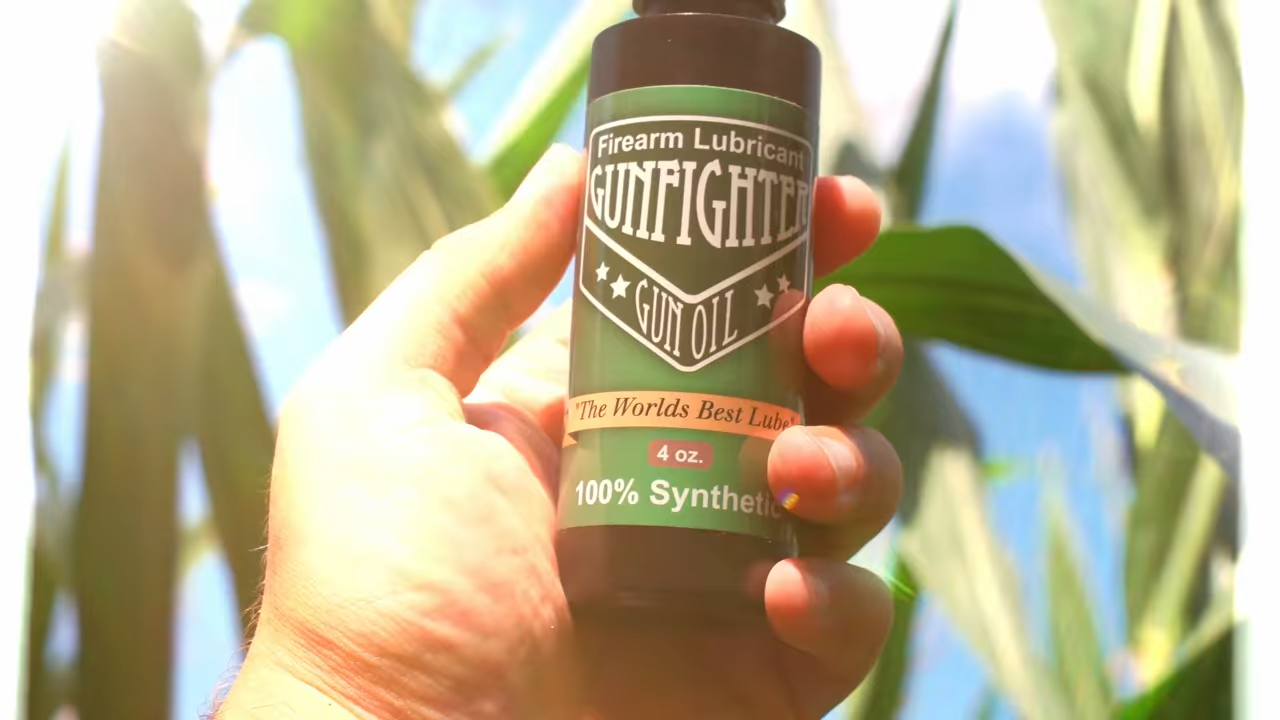 Firearm Lubricant
GUNFIGHTER
GUN OIL
"The Worlds Best Lube"
4 oz.
100% Synthetic